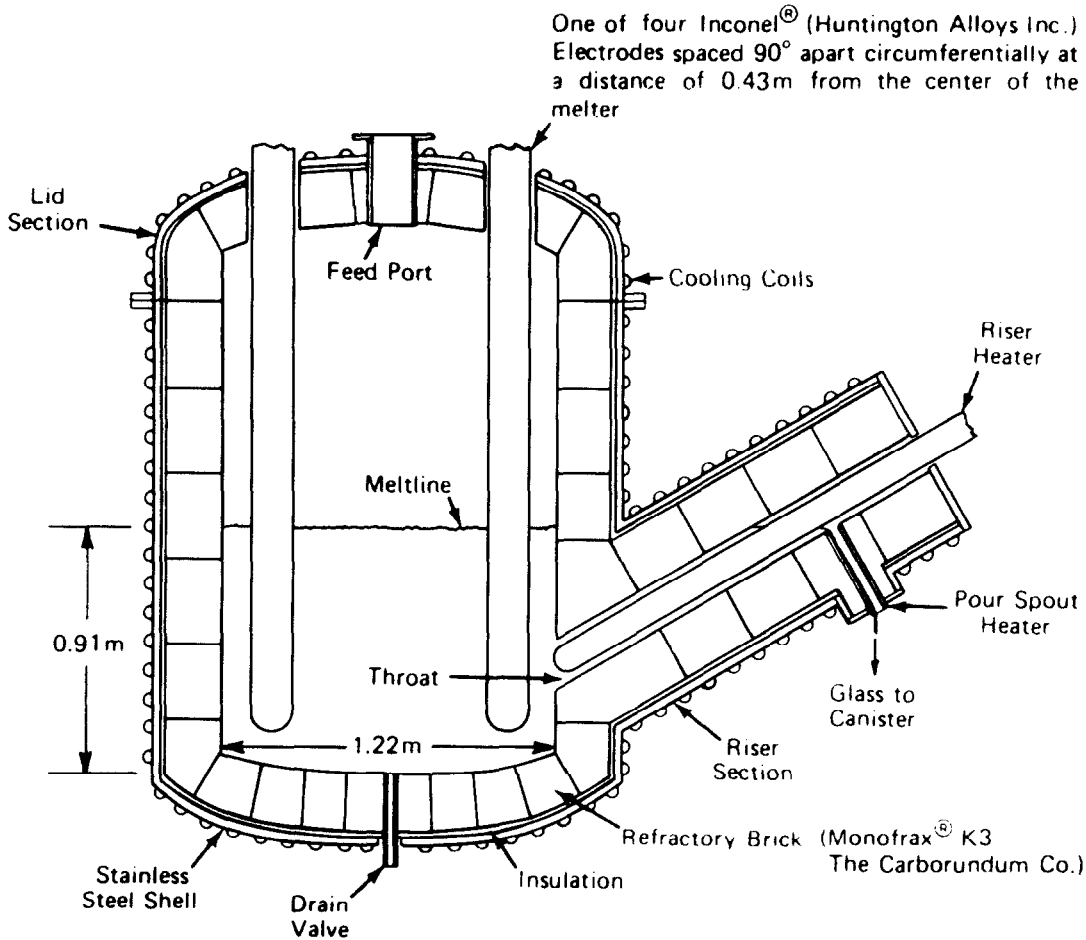 One of four Inconel® (Huntington Alloys Inc.)
Electrodes spaced 90° apart circumferentially at
a distance of 0.43m from the center of the
melter
Lid
Section
Feed Port
Cooling Coils
Riser
Heater
Meltline
0.91m
Throat
Pour Spout
Heater
Glass to
Canister
1.22m
Riser
Section
Refractory Brick (Monofrax® K3
The Carborundum Co.)
Insulation
Stainless
Steel Shell
Drain
Valve